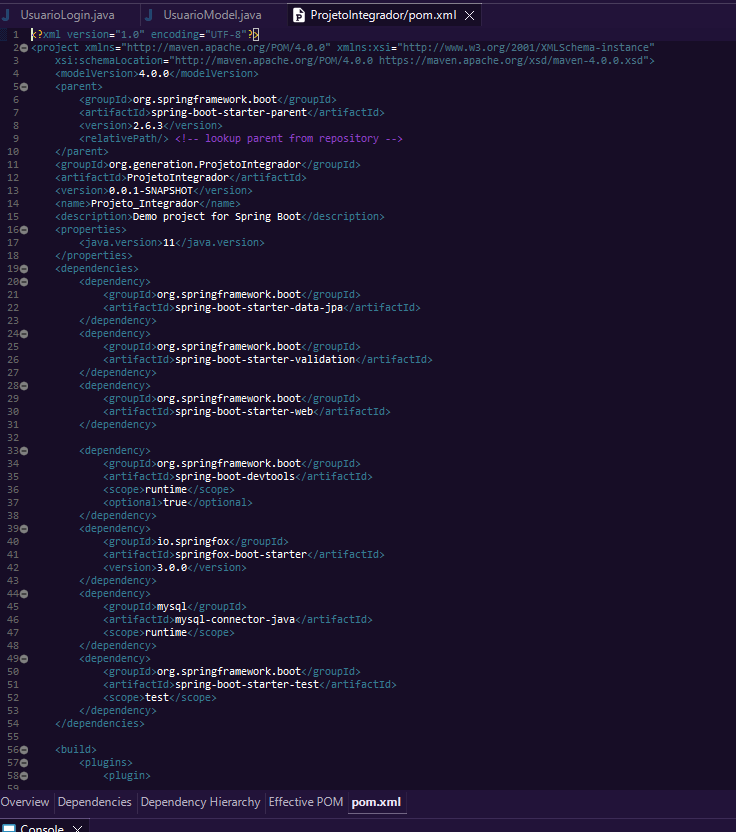 UsuarioLogin.java UsuarioModel.java ProjetoIntegrador/pom.xml
1 <?xml version="1.0" encoding="UTF-8"?>
2 <project xmlns="http://maven.apache.org/POM/4.0.0" xmlns:xsi="http://www.w3.org/2001/XMLSchema-instance"
3 xsi:schemaLocation="http://maven.apache.org/POM/4.0.0 https://maven.apache.org/xsd/maven-4.0.0.xsd">
4 <modelVersion>4.0.0</modelVersion>
5 <parent>
6 <groupId>org.springframework.boot</groupId>
7 <artifactId>spring-boot-starter-parent</artifactId>
8 <version>2.6.3</version>
9 <relativePath/> <!-- lookup parent from repository -->
10 </parent>
11 <groupId>org.generation.ProjetoIntegrador</groupId>
12 <artifactId>ProjetoIntegrador</artifactId>
13 <version>0.0.1-SNAPSHOT</version>
14 <name>Projeto_Integrador</name>
15 <description>Demo project for Spring Boot</description>
16 <properties>
17 <java.version>11</java.version>
18 </properties>
19 <dependencies>
20 <dependency>
21 <groupId>org.springframework.boot</groupId>
22 <artifactId>spring-boot-starter-data-jpa</artifactId>
23 </dependency>
24 <dependency>
25 <groupId>org.springframework.boot</groupId>
26 <artifactId>spring-boot-starter-validation</artifactId>
27 </dependency>
28 <dependency>
29 <groupId>org.springframework.boot</groupId>
30 <artifactId>spring-boot-starter-web</artifactId>
31 </dependency>
32
33 <dependency>
34 <groupId>org.springframework.boot</groupId>
35 <artifactId>spring-boot-devtools</artifactId>
36 <scope>runtime</scope>
37 <optional>true</optional>
38 </dependency>
39 <dependency>
40 <groupId>io.springfox</groupId>
41 <artifactId>springfox-boot-starter</artifactId>
42 <version>3.0.0</version>
43 </dependency>
44 <dependency>
45 <groupId>mysql</groupId>
46 <artifactId>mysql-connector-java</artifactId>
47 <scope>runtime</scope>
48 </dependency>
49 <dependency>
50 <groupId>org.springframework.boot</groupId>
51 <artifactId>spring-boot-starter-test</artifactId>
52 <scope>test</scope>
53 </dependency>
54 </dependencies>
55
56 <build>
57 <plugins>
58 <plugin>
59
Overview Dependencies Dependency Hierarchy Effective POM pom.xml
Console